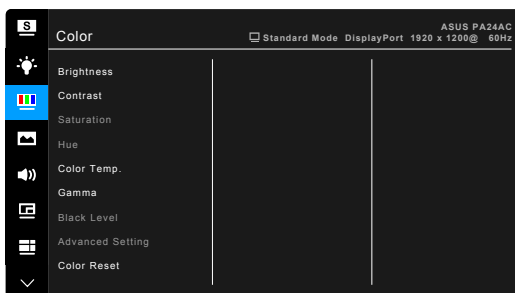 S
ASUS PA24AC
Color
Standard Mode DisplayPort 1920 x 1200@ 60Hz
Brightness
Contrast
Saturation
Hue
Color Temp.
Gamma
Black Level
Advanced Setting
Color Reset